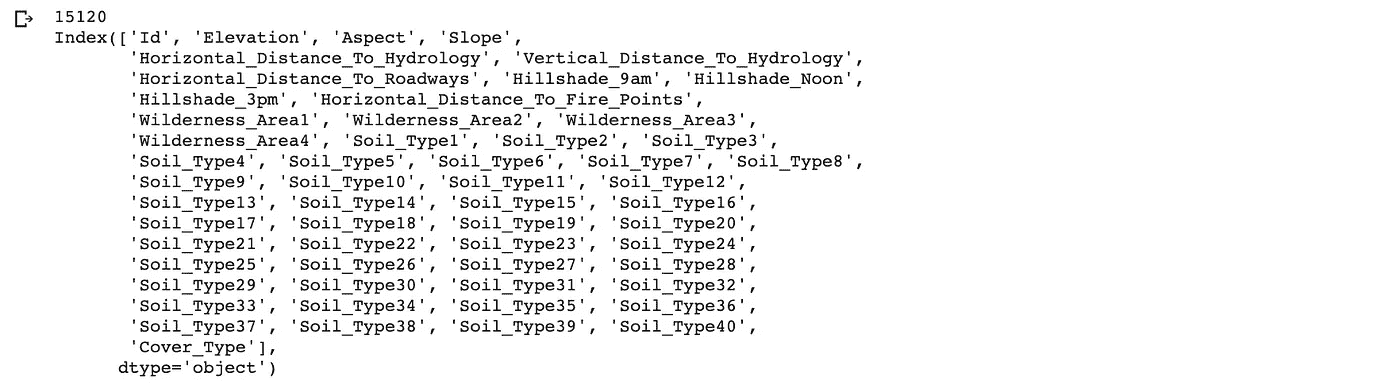 15120
Index(['Id', 'Elevation', 'Aspect', 'Slope',
'Horizontal_Distance_To_Hydrology', 'Vertical_Distance_To_Hydrology',
'Horizontal_Distance_To_Roadways', 'Hillshade_9am', 'Hillshade_Noon',
'Hillshade_3pm', 'Horizontal_Distance_To_Fire_Points',
'Wilderness_Area1', 'Wilderness_Area2', 'Wilderness_Area3',
'Wilderness_Area4', 'Soil_Type1', 'Soil_Type2', 'Soil_Type3',
'Soil_Type4', 'Soil_Type5', 'Soil_Type6', 'Soil_Type7', 'Soil_Type8',
'Soil_Type9', 'Soil_Type10', 'Soil_Type11', 'Soil_Type12',
'Soil_Type13', 'Soil_Type14', 'Soil_Type15', 'Soil_Type16',
'Soil_Type17', 'Soil_Type18', 'Soil_Type19', 'Soil_Type20',
'Soil_Type21', 'Soil_Type22', 'Soil_Type23', 'Soil_Type24',
'Soil_Type25', 'Soil_Type26', 'Soil_Type27', 'Soil_Type28',
'Soil_Type29', 'Soil_Type30', 'Soil_Type31', 'Soil_Type32',
'Soil_Type33', 'Soil_Type34', 'Soil_Type35', 'Soil_Type36',
'Soil_Type37', 'Soil_Type38', 'Soil_Type39', 'Soil_Type40',
'Cover_Type'],
dtype='object')